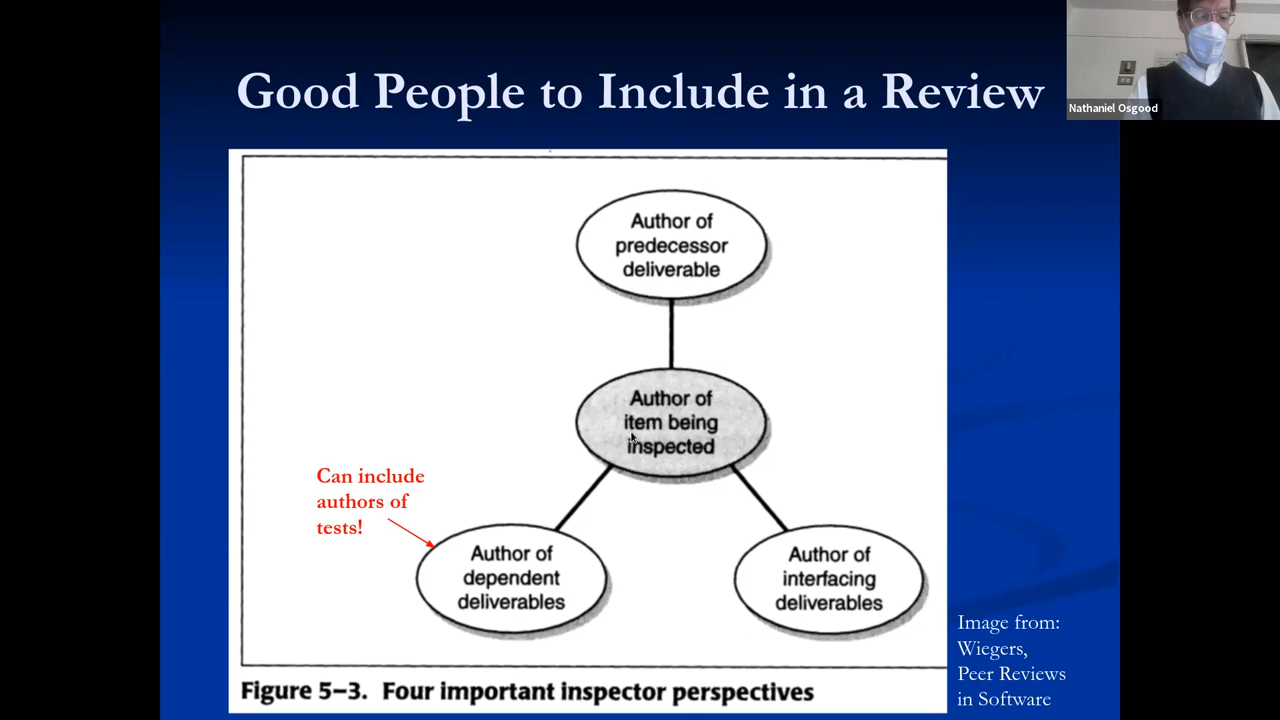 Good People to Include in a Review
Nathaniel Osgood
Author of
predecessor
deliverable
Author of
item being
inspected
Can include
authors of
tests!
Author of
dependent
deliverables
Author of
interfacing
deliverables
Image from:
Wiegers,
Peer Reviews
in Software
Figure 5–3. Four important inspector perspectives